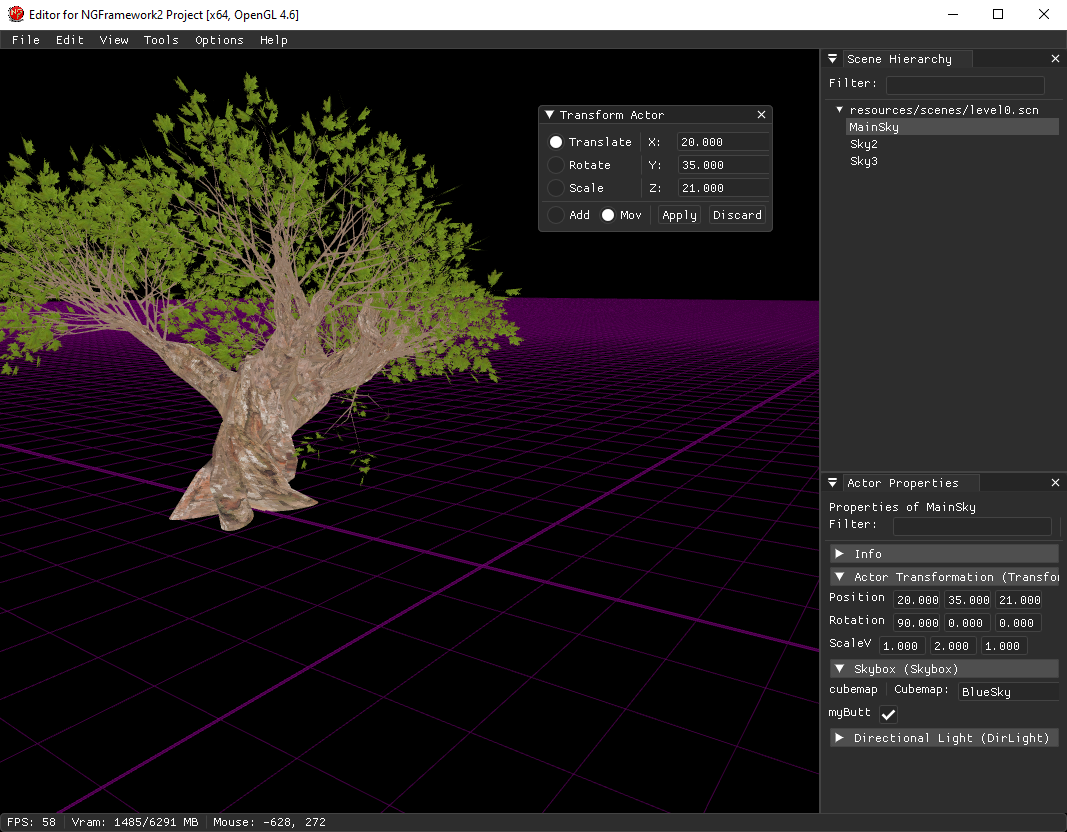 Editor for NGFramework2 Project [x64, OpenGL 4.6]
File Edit View Tools Options Help
Scene Hierarchy
Filter:
resources/scenes/level0.scn
MainSky
Sky2
Sky3
Transform Actor
Translate X: 20.000
Rotate Y: 35.000
Scale Z: 21.000
Add Mov Apply Discard
Actor Properties
Properties of MainSky
Filter:
Info
Actor Transformation (Transfo
Position 20.000 35.000 21.000
Rotation 90.000 0.000 0.000
ScaleV 1.000 2.000 1.000
Skybox (Skybox)
cubemap Cubemap: BlueSky
myButt
Directional Light (DirLight)
FPS: 58 Vram: 1485/6291 MB Mouse: -628, 272